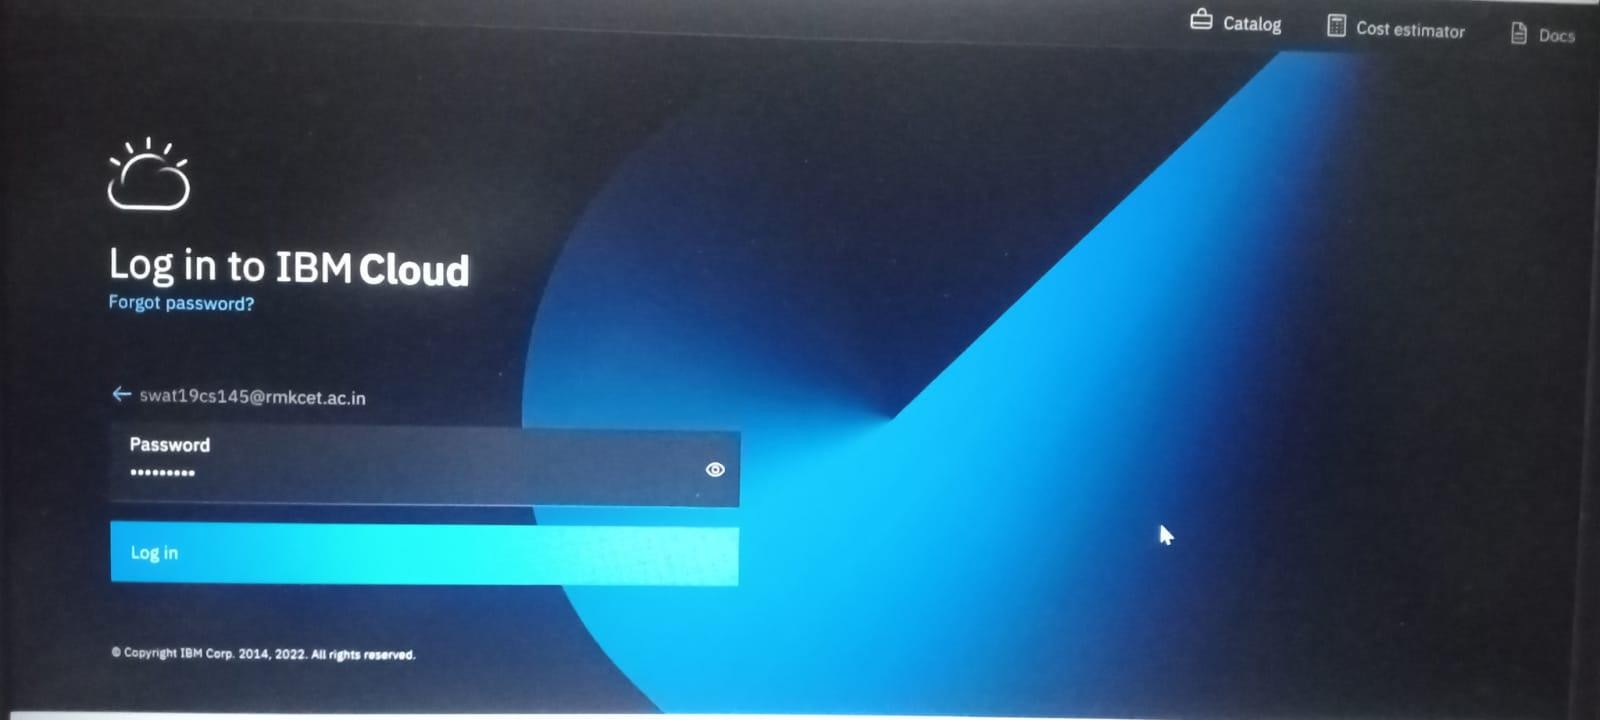 Catalog
Cost estimator
Docs
Log in to IBM Cloud
Forgot password?
swat19cs145@rmkcet.ac.in
Password
•••••••••
Log in
© Copyright IBM Corp. 2014, 2022. All rights reserved.